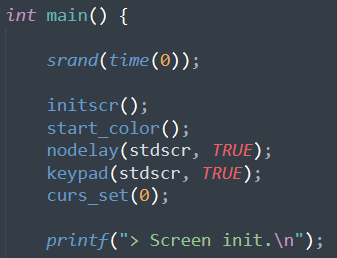 int main() {
srand(time(0));
initscr();
start_color();
nodelay(stdscr, TRUE);
keypad(stdscr, TRUE);
curs_set(0);
printf("> Screen init.\n");